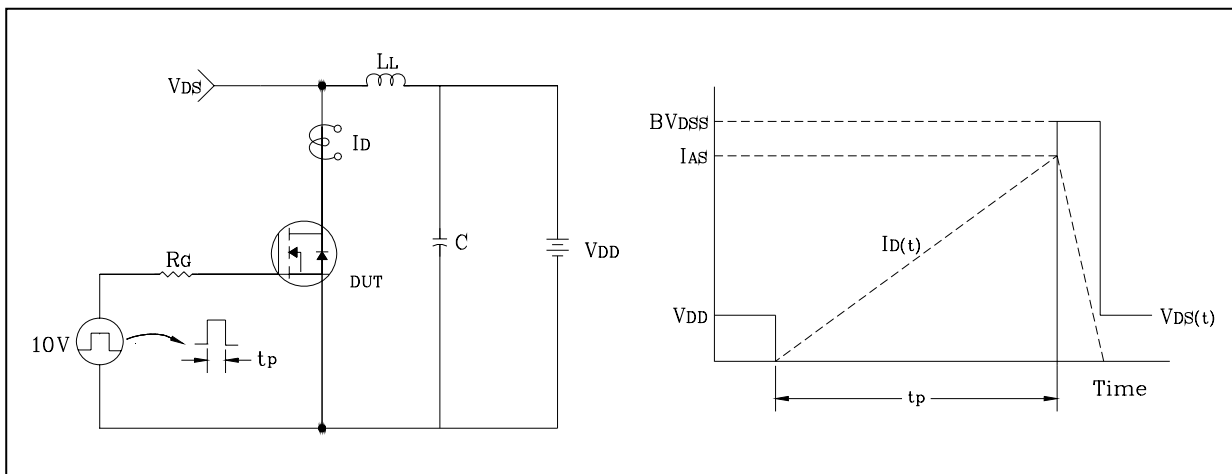 LL
VDS
ID
C
VDD
RG
DUT
10V
tp
BVDSS
IAS
ID(t)
VDD
VDS(t)
Time
tp